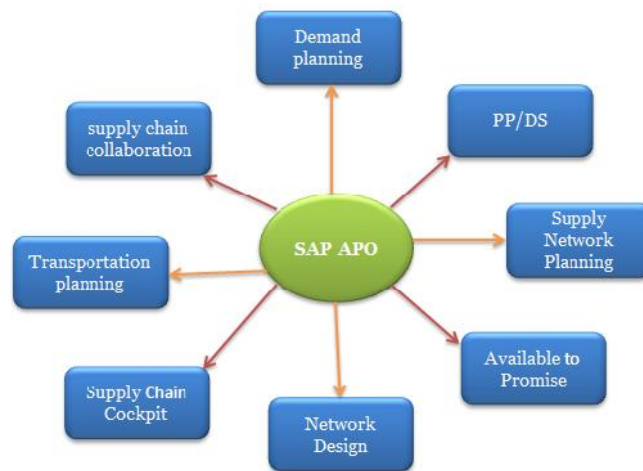 Demand
planning
supply chain
collaboration
PP/DS
SAP APO
Supply
Network
Planning
Transportation
planning
Available to
Promise
Supply Chain
Cockpit
Network
Design